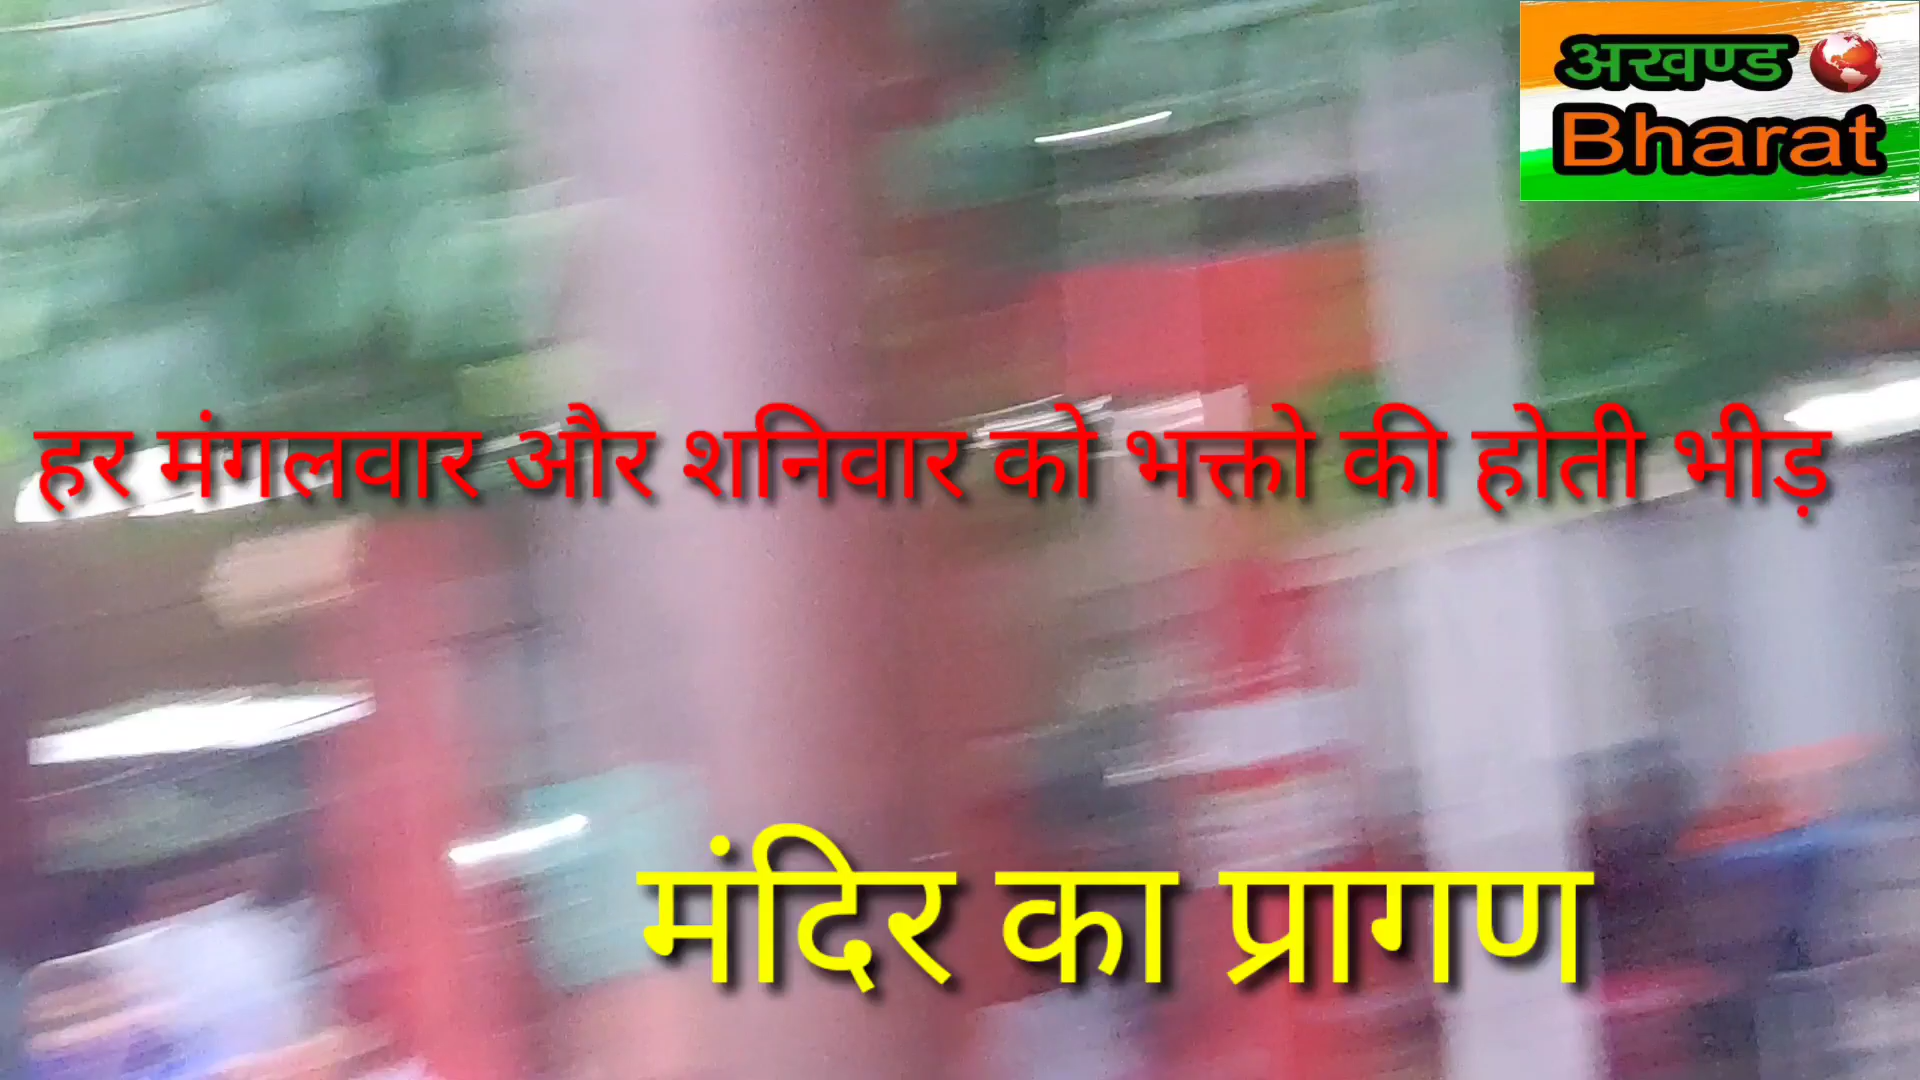 अखण्ड
Bharat
हर मंगलवार और शनिवार को भक्तो की होती भीड़
मंदिर का प्रागण